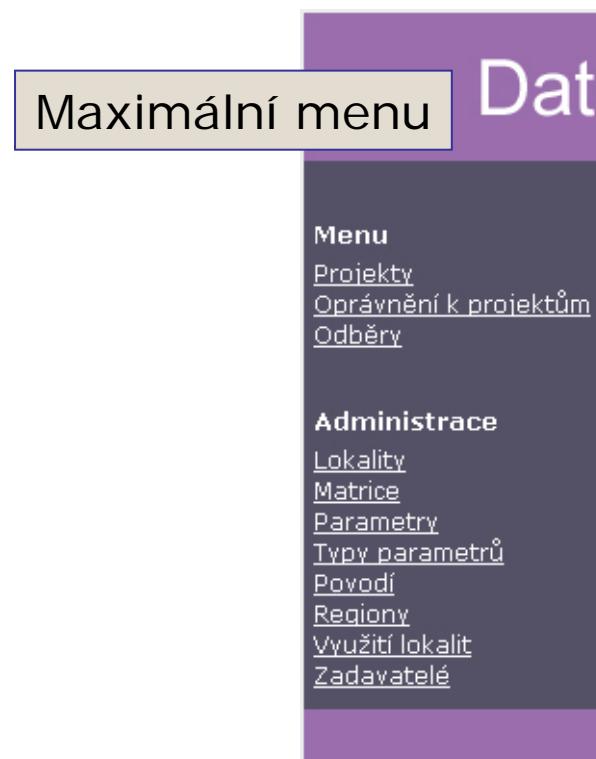 Dat
Maximální menu
Menu
Projekty
Oprávnění k projektům
Odběry
Administrace
Lokality
Matrice
Parametry
Typy parametrů
Povodí
Regiony
Využití lokalit
Zadavatelé